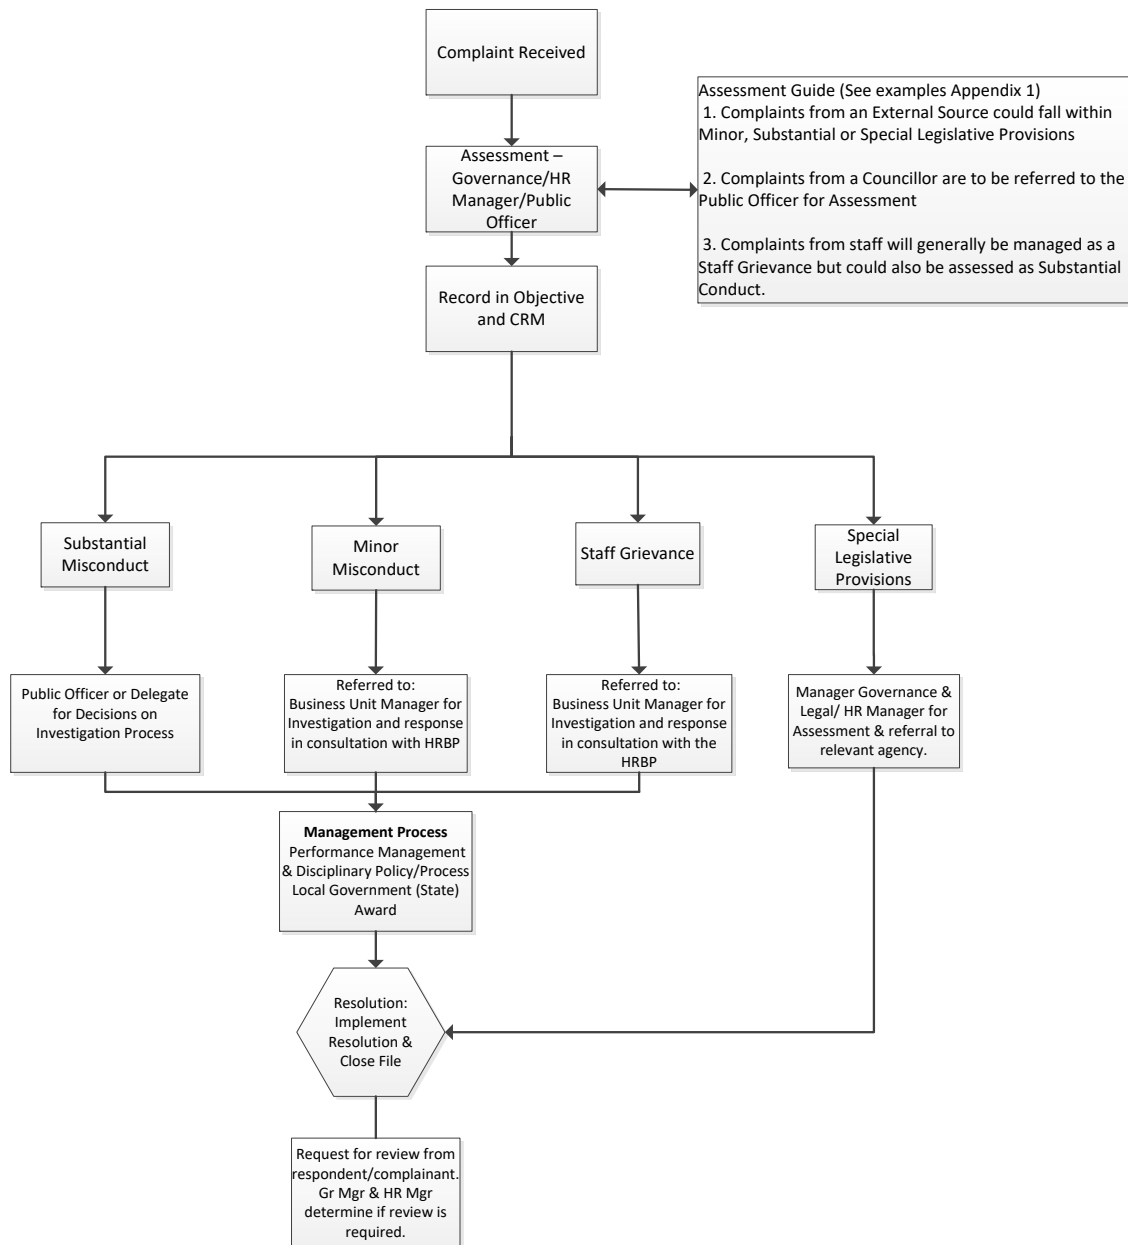 Complaint Received
Assessment –
Governance/HR
Manager/Public
Officer
Assessment Guide (See examples Appendix 1)
1. Complaints from an External Source could fall within
Minor, Substantial or Special Legislative Provisions
2. Complaints from a Councillor are to be referred to the
Public Officer for Assessment
3. Complaints from staff will generally be managed as a
Staff Grievance but could also be assessed as Substantial
Conduct.
Record in Objective
and CRM
Substantial
Misconduct
Minor
Misconduct
Staff Grievance
Special
Legislative
Provisions
Public Officer or Delegate
for Decisions on
Investigation Process
Referred to:
Business Unit Manager for
Investigation and response
in consultation with HRBP
Referred to:
Business Unit Manager for
Investigation and response
in consultation with the
HRBP
Manager Governance &
Legal/ HR Manager for
Assessment & referral to
relevant agency.
Management Process
Performance Management
& Disciplinary Policy/Process
Local Government (State)
Award
Resolution:
Implement
Resolution &
Close File
Request for review from
respondent/complainant.
Gr Mgr & HR Mgr
determine if review is
required.